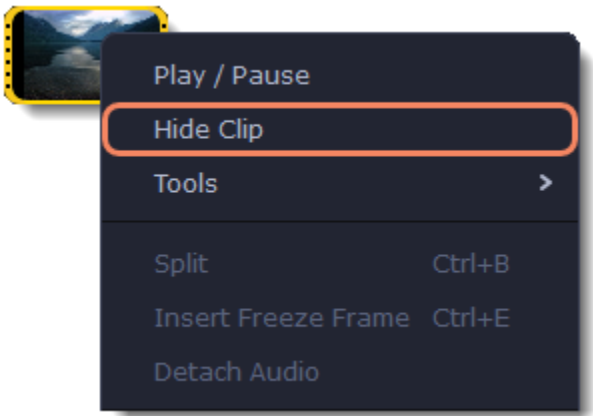 Play / Pause
Hide Clip
Tools
Split Ctrl+B
Insert Freeze Frame Ctrl+E
Detach Audio